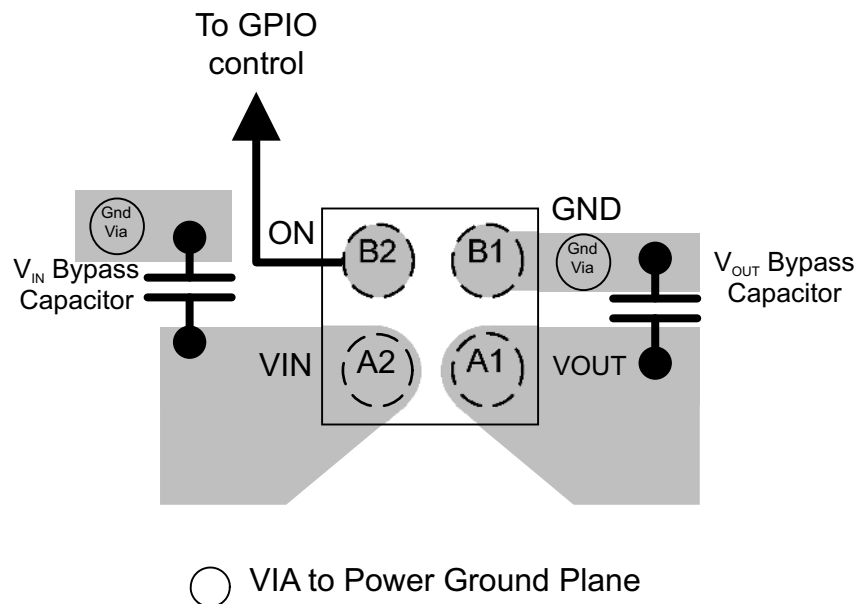 To GPIO
control
Gnd
Via
ON
B2
B1
GND
Gnd
Via
VIN Bypass
Capacitor
VOUT Bypass
Capacitor
VIN
A2
A1
VOUT
VIA to Power Ground Plane